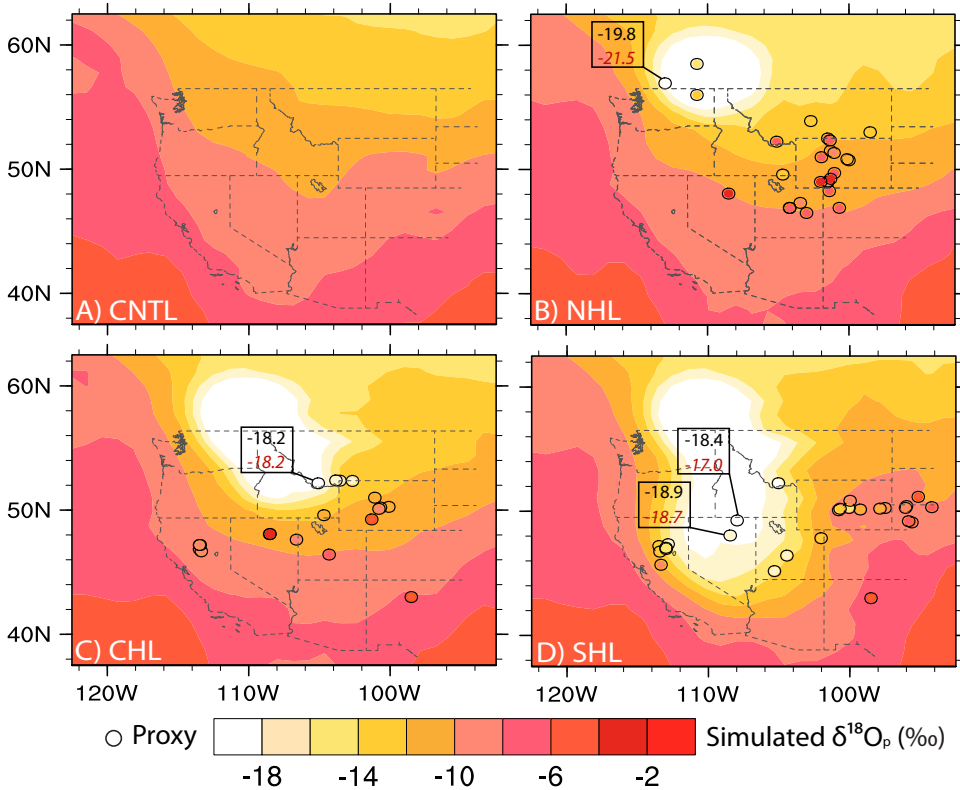 60N
50N
40N
A) CNTL
-19.8
-21.5
B) NHL
60N
50N
40N
-18.2
-18.2
C) CHL
-18.4
-17.0
-18.9
-18.7
D) SHL
120W 110W 100W
120W 110W 100W
Proxy
Simulated δ¹⁸Oₚ (‰)
-18 -14 -10 -6 -2